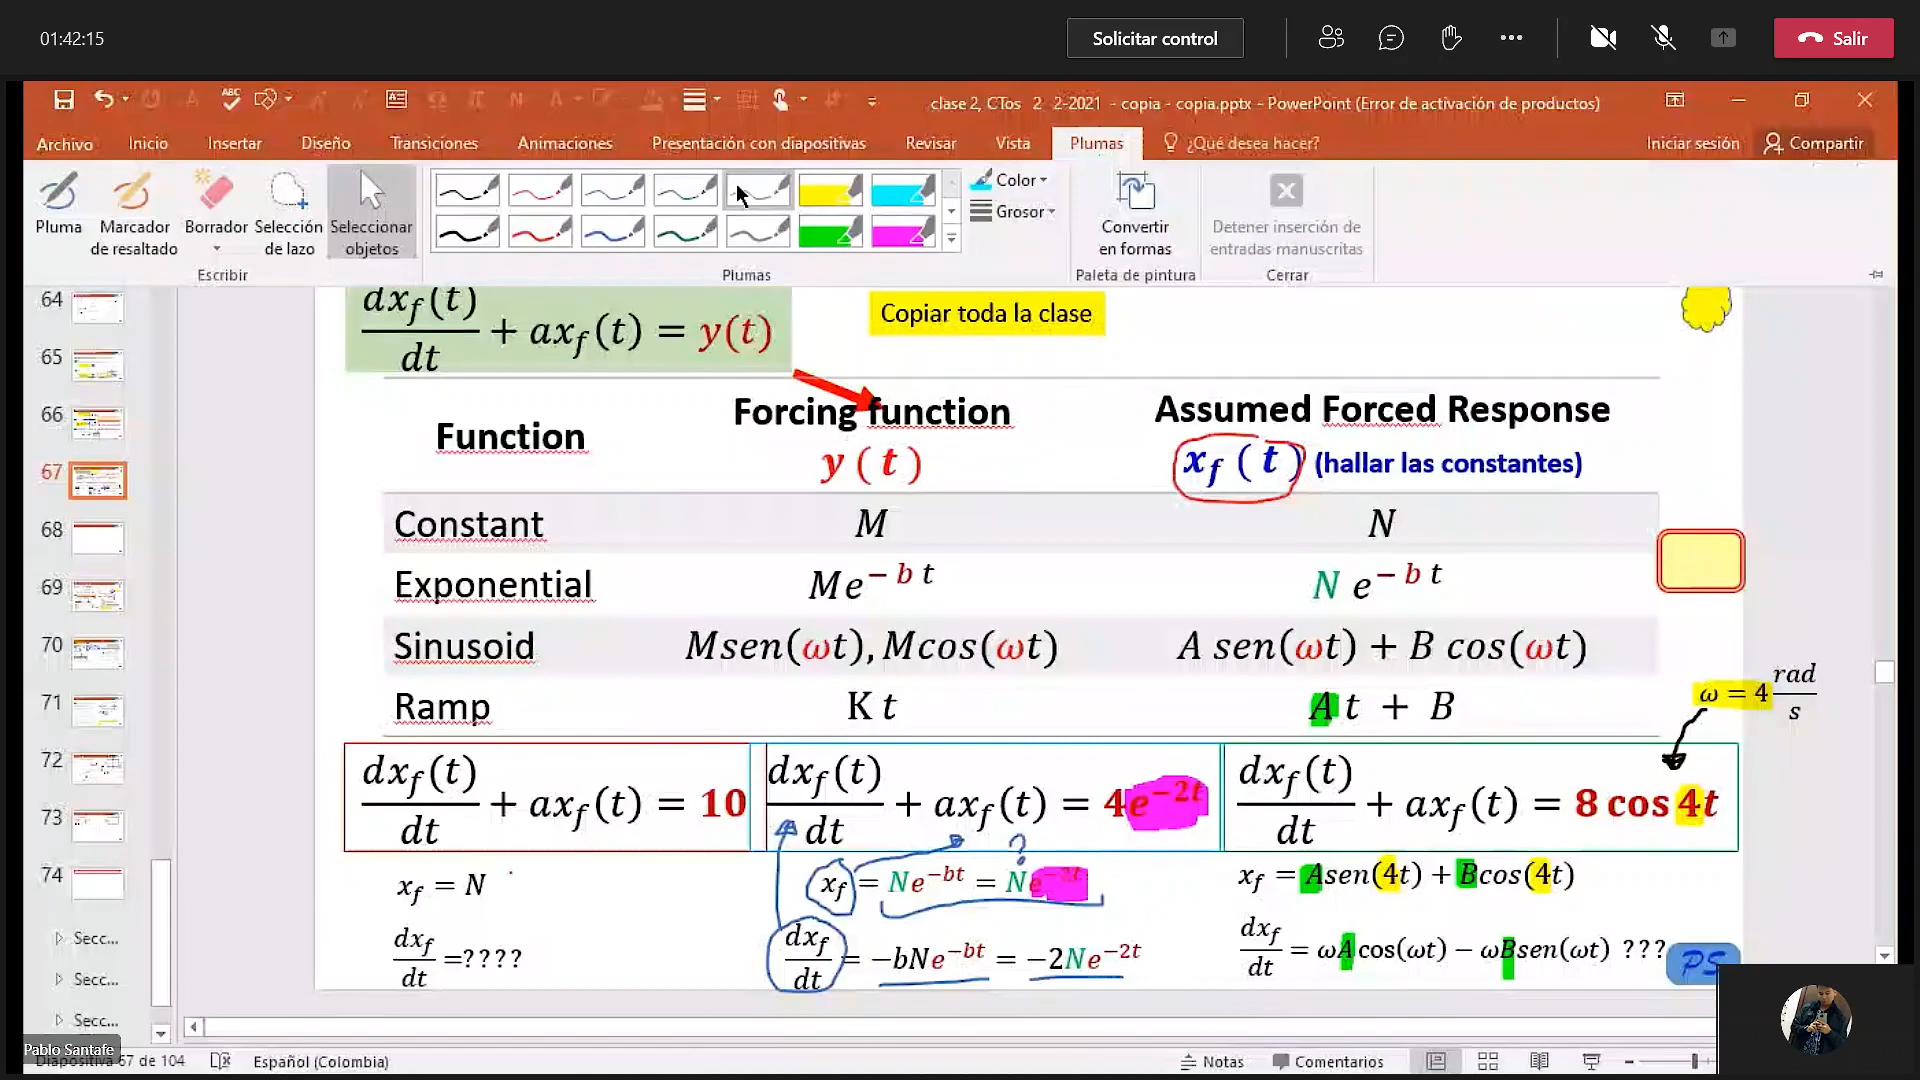 01:42:15
Solicitar control
Salir
clase 2, CTos 2 2-2021 - copia - copia.pptx - PowerPoint (Error de activación de productos)
Archivo Inicio Insertar Diseño Transiciones Animaciones Presentación con diapositivas Revisar Vista Plumas ¿Qué desea hacer? Iniciar sesión Compartir
Pluma Marcador de resaltado Borrador Selección de lazo Seleccionar objetos
Color
Grosor
Convertir en formas
Detener inserción de entradas manuscritas
Escribir Plumas Paleta de pintura Cerrar
64
65
66
67
68
69
70
71
72
73
74
Secc...
Secc...
Secc...
dx_f(t)/dt + ax_f(t) = y(t)
Copiar toda la clase
Function Forcing function y ( t ) Assumed Forced Response x_f ( t ) (hallar las constantes)
Constant M N
Exponential Me^{− b t} N e^{− b t}
Sinusoid Msen(ωt), Mcos(ωt) A sen(ωt) + B cos(ωt)
Ramp K t A t + B
ω = 4 rad/s
dx_f(t)/dt + ax_f(t) = 10
dx_f(t)/dt + ax_f(t) = 4e^{−2t}
dx_f(t)/dt + ax_f(t) = 8 cos 4t
x_f = N
dx_f/dt =????
?
x_f = Ne^{−bt} = Ne^{−2t}
dx_f/dt = −bNe^{−bt} = −2Ne^{−2t}
x_f = Asen(4t) + Bcos(4t)
dx_f/dt = ωA cos(ωt) − ωBsen(ωt) ???
PS
Pablo Santafe
Diapositiva 67 de 104 Español (Colombia) Notas Comentarios